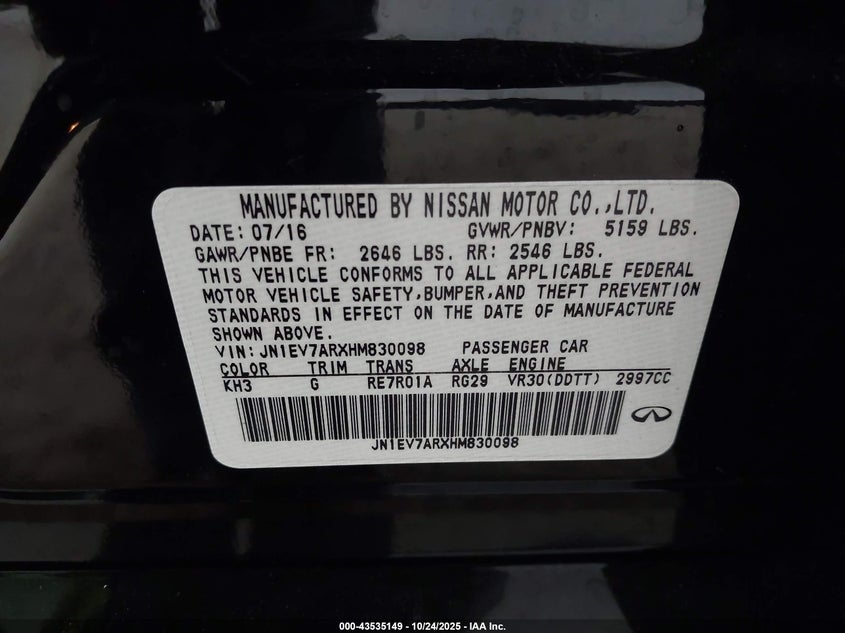 MANUFACTURED BY NISSAN MOTOR CO.,LTD.
DATE: 07/16 GVWR/PNBV: 5159 LBS.
GAWR/PNBE FR: 2646 LBS. RR: 2546 LBS.
THIS VEHICLE CONFORMS TO ALL APPLICABLE FEDERAL
MOTOR VEHICLE SAFETY,BUMPER,AND THEFT PREVENTION
STANDARDS IN EFFECT ON THE DATE OF MANUFACTURE
SHOWN ABOVE.
VIN: JN1EV7ARXHM830098 PASSENGER CAR
COLOR TRIM TRANS AXLE ENGINE
KH3 G RE7R01A RG29 VR30(DDTT) 2997CC
JN1EV7ARXHM830098
000-43535149 - 10/24/2025 - IAA Inc.